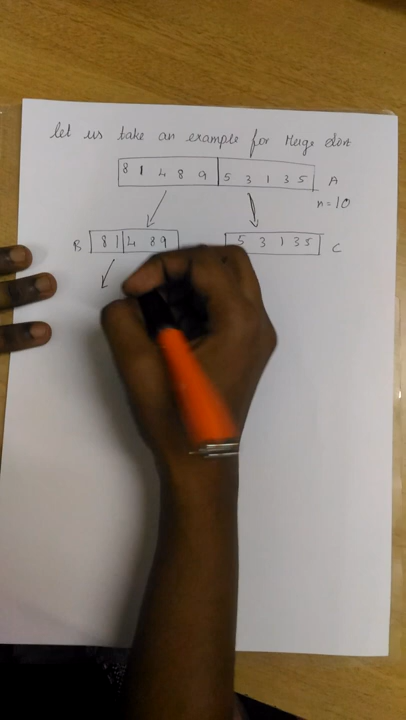 let us take an example for Merge Sort
8 1 4 8 9 5 3 1 3 5 A
n=10
B 8 1 4 8 9 5 3 1 3 5 C